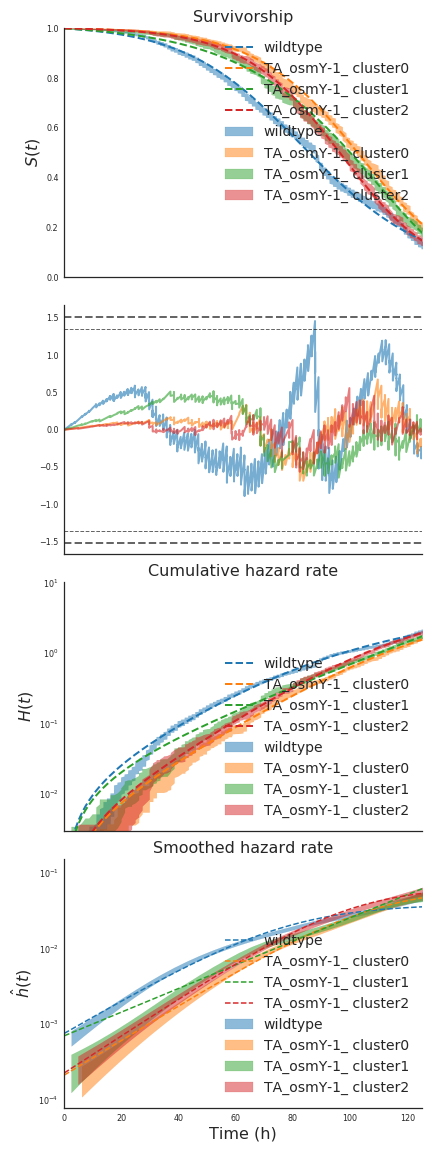 Survivorship
1.0
0.8
0.6
0.4
0.2
0.0
S(t)
wildtype
TA_osmY-1_ cluster0
TA_osmY-1_ cluster1
TA_osmY-1_ cluster2
wildtype
TA_osmY-1_ cluster0
TA_osmY-1_ cluster1
TA_osmY-1_ cluster2
1.5
1.0
0.5
0.0
−0.5
−1.0
−1.5
Cumulative hazard rate
10¹
10⁰
10⁻¹
10⁻²
H(t)
wildtype
TA_osmY-1_ cluster0
TA_osmY-1_ cluster1
TA_osmY-1_ cluster2
wildtype
TA_osmY-1_ cluster0
TA_osmY-1_ cluster1
TA_osmY-1_ cluster2
Smoothed hazard rate
10⁻¹
10⁻²
10⁻³
10⁻⁴
ĥ(t)
wildtype
TA_osmY-1_ cluster0
TA_osmY-1_ cluster1
TA_osmY-1_ cluster2
wildtype
TA_osmY-1_ cluster0
TA_osmY-1_ cluster1
TA_osmY-1_ cluster2
0 20 40 60 80 100 120
Time (h)